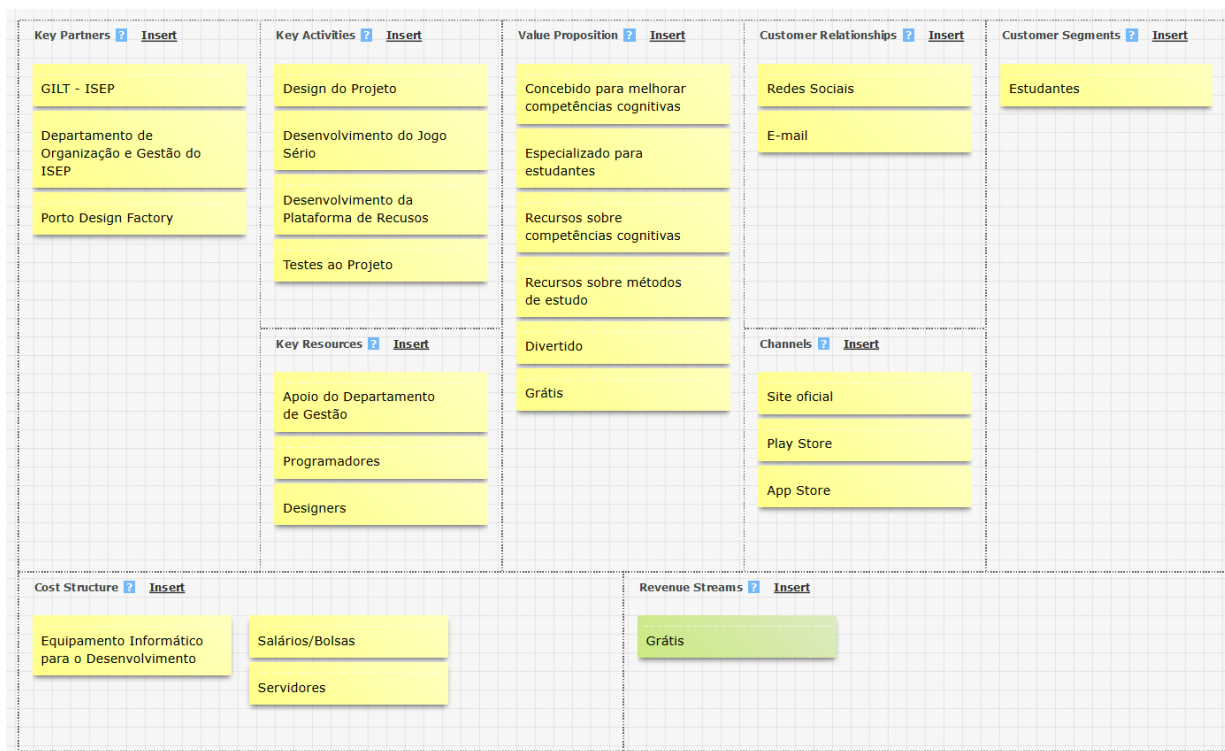 Key Partners ? Insert
GILT - ISEP
Departamento de
Organização e Gestão do
ISEP
Porto Design Factory
Key Activities ? Insert
Design do Projeto
Desenvolvimento do Jogo
Sério
Desenvolvimento da
Plataforma de Recusos
Testes ao Projeto
Key Resources ? Insert
Apoio do Departamento
de Gestão
Programadores
Designers
Value Proposition ? Insert
Concebido para melhorar
competências cognitivas
Especializado para
estudantes
Recursos sobre
competências cognitivas
Recursos sobre métodos
de estudo
Divertido
Grátis
Customer Relationships ? Insert
Redes Sociais
E-mail
Channels ? Insert
Site oficial
Play Store
App Store
Customer Segments ? Insert
Estudantes
Cost Structure ? Insert
Equipamento Informático
para o Desenvolvimento
Salários/Bolsas
Servidores
Revenue Streams ? Insert
Grátis